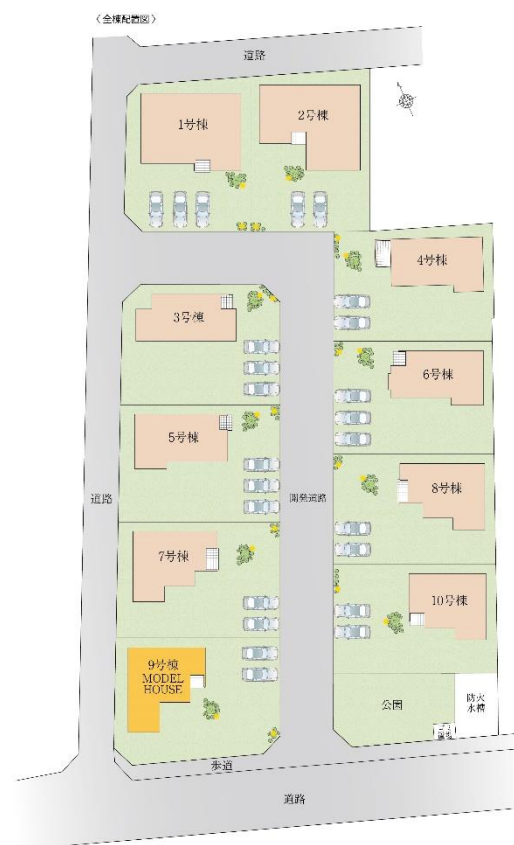 〈 全棟配置図 〉
道路
1号棟
2号棟
4号棟
3号棟
6号棟
5号棟
8号棟
道路
開発道路
7号棟
10号棟
9号棟
MODEL
HOUSE
公園
防火
水槽
歩道
道路